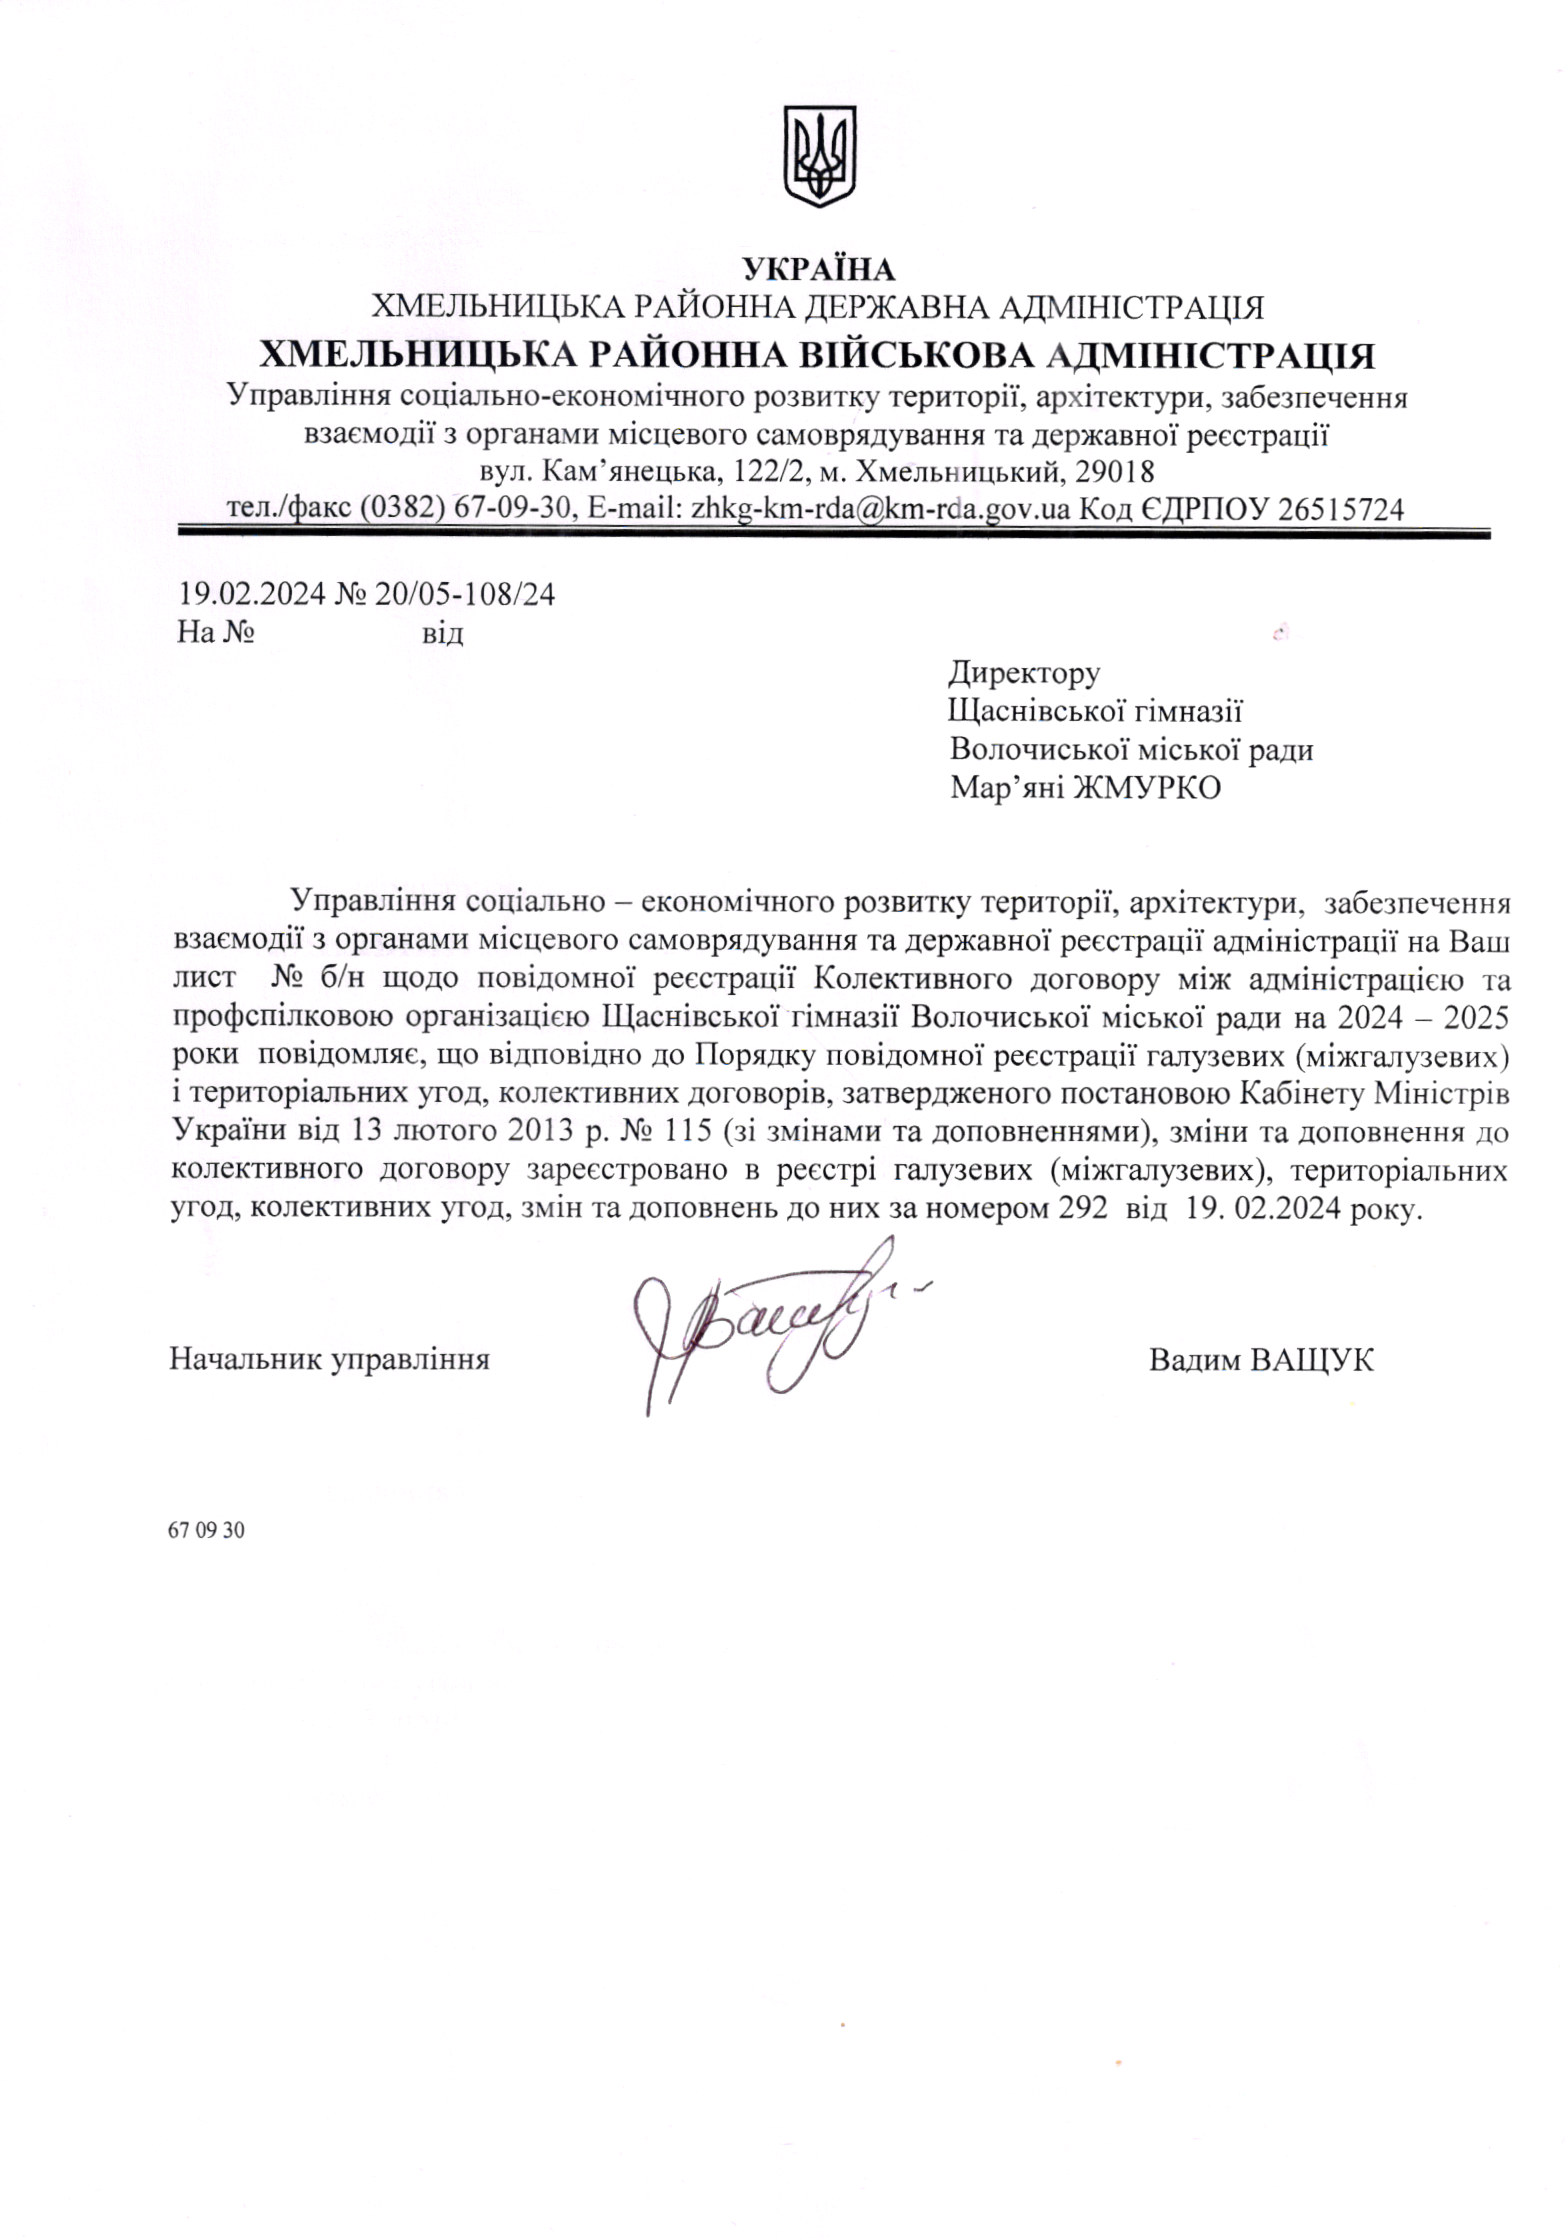 УКРАЇНА
ХМЕЛЬНИЦЬКА РАЙОННА ДЕРЖАВНА АДМІНІСТРАЦІЯ
ХМЕЛЬНИЦЬКА РАЙОННА ВІЙСЬКОВА АДМІНІСТРАЦІЯ
Управління соціально-економічного розвитку території, архітектури, забезпечення
взаємодії з органами місцевого самоврядування та державної реєстрації
вул. Кам’янецька, 122/2, м. Хмельницький, 29018
тел./факс (0382) 67-09-30, E-mail: zhkg-km-rda@km-rda.gov.ua Код ЄДРПОУ 26515724
19.02.2024 № 20/05-108/24
На № від
Директору
Щаснівської гімназії
Волочиської міської ради
Мар’яні ЖМУРКО
Управління соціально – економічного розвитку території, архітектури, забезпечення
взаємодії з органами місцевого самоврядування та державної реєстрації адміністрації на Ваш
лист № б/н щодо повідомної реєстрації Колективного договору між адміністрацією та
профспілковою організацією Щаснівської гімназії Волочиської міської ради на 2024 – 2025
роки повідомляє, що відповідно до Порядку повідомної реєстрації галузевих (міжгалузевих)
і територіальних угод, колективних договорів, затвердженого постановою Кабінету Міністрів
України від 13 лютого 2013 р. № 115 (зі змінами та доповненнями), зміни та доповнення до
колективного договору зареєстровано в реєстрі галузевих (міжгалузевих), територіальних
угод, колективних угод, змін та доповнень до них за номером 292 від 19. 02.2024 року.
Начальник управління Вадим ВАЩУК
67 09 30